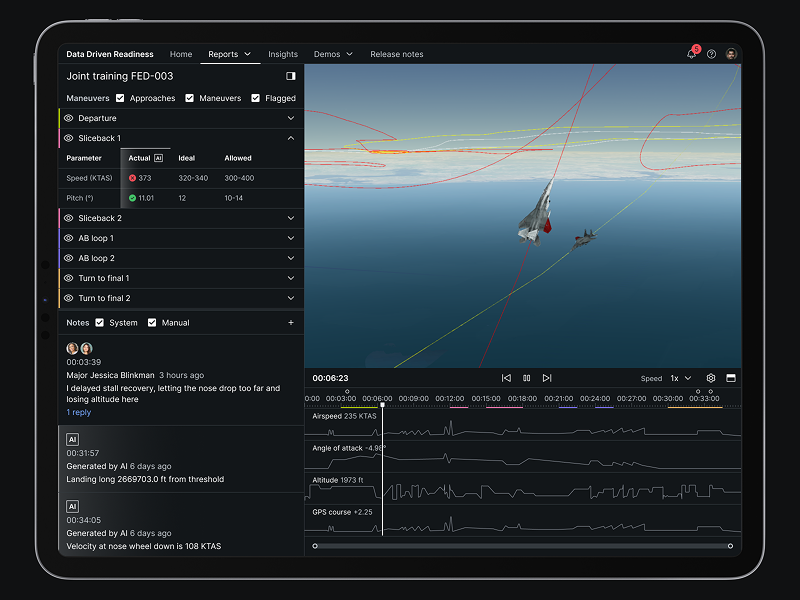 Data Driven Readiness Home Reports Insights Demos Release notes 5
Joint training FED-003
Maneuvers Approaches Maneuvers Flagged
Departure
Sliceback 1
Parameter Actual AI Ideal Allowed
Speed (KTAS) 373 320-340 300-400
Pitch (°) 11.01 12 10-14
Sliceback 2
AB loop 1
AB loop 2
Turn to final 1
Turn to final 2
Notes System Manual +
00:03:39
Major Jessica Blinkman 3 hours ago
I delayed stall recovery, letting the nose drop too far and
losing altitude here
1 reply
AI
00:31:57
Generated by AI 6 days ago
Landing long 2669703.0 ft from threshold
AI
00:34:05
Generated by AI 6 days ago
Velocity at nose wheel down is 108 KTAS
00:06:23 Speed 1x
0:00 00:03:00 00:06:00 00:09:00 00:12:00 00:15:00 00:18:00 00:21:00 00:24:00 00:27:00 00:30:00 00:33:00
Airspeed 235 KTAS
Angle of attack -4.98°
Altitude 1973 ft
GPS course +2.25